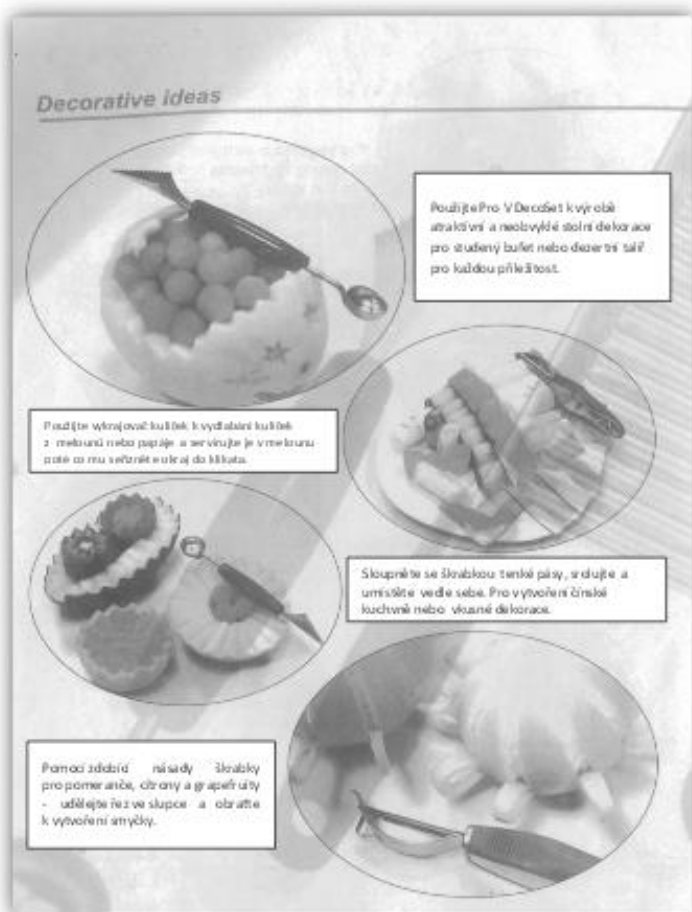 Decorative ideas
Použijte Pro V DecoSet k výrobě
atraktivní a neobvyklé stolní dekorace
pro studený bufet nebo dezertní talíř
pro každou příležitost.
Použijte vykrajovač kuliček k vydlabání kuliček
z melounů nebo papáje a servírujte je v melounu
poté co mu seřízněte okraj do klikata.
Sloupněte se škrabkou tenké pásy, srolujte a
umístěte vedle sebe. Pro vytvoření čínské
kuchyně nebo vkusné dekorace.
Pomocí zdobící násady škrabky
pro pomeranče, citrony a grapefruity
- udělejte řez ve slupce a obraťte
k vytvoření smyčky.